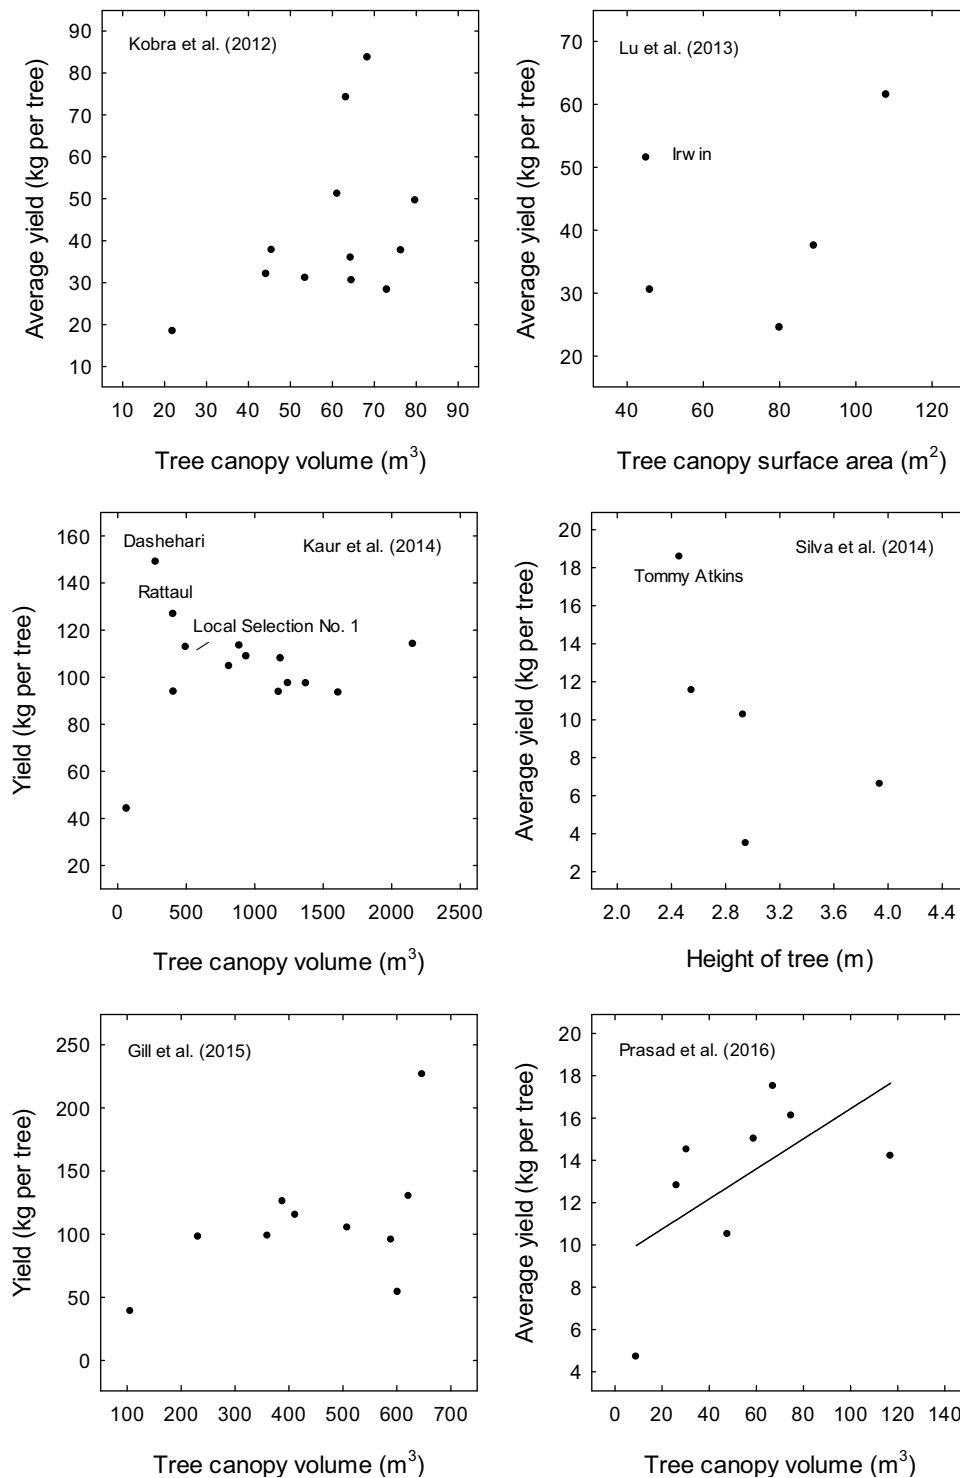 Kobra et al. (2012)
Average yield (kg per tree)
95
85
80
70
60
50
40
30
20
10
10 20 30 40 50 60 70 80 90
Tree canopy volume (m³)
Lu et al. (2013)
Average yield (kg per tree)
70
60
50
40
30
20
Irwin
40 60 80 100 120
Tree canopy surface area (m²)
Kaur et al. (2014)
Yield (kg per tree)
160
140
120
100
80
60
40
20
Dashehari
Rattaul
Local Selection No. 1
0 500 1000 1500 2000 2500
Tree canopy volume (m³)
Silva et al. (2014)
Average yield (kg per tree)
20
18
16
14
12
10
8
6
4
2
Tommy Atkins
2.0 2.4 2.8 3.2 3.6 4.0 4.4
Height of tree (m)
Gill et al. (2015)
Yield (kg per tree)
250
200
150
100
50
0
100 200 300 400 500 600 700
Tree canopy volume (m³)
Prasad et al. (2016)
Average yield (kg per tree)
20
18
16
14
12
10
8
6
4
0 20 40 60 80 100 120 140
Tree canopy volume (m³)